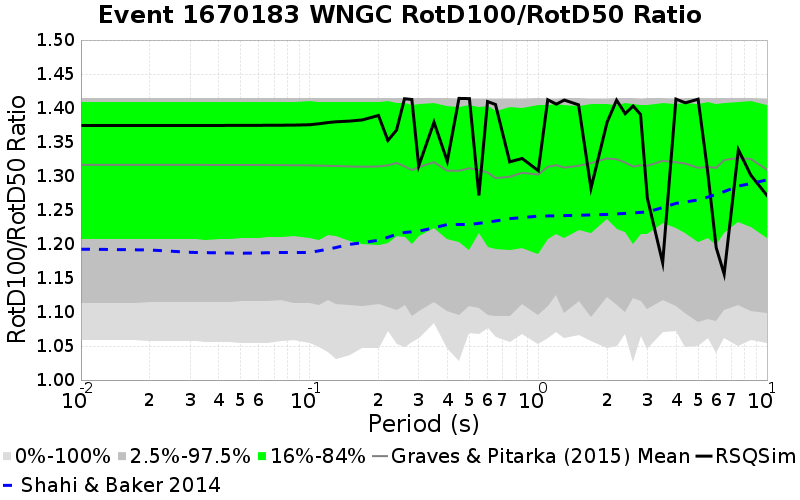 Event 1670183 WNGC RotD100/RotD50 Ratio
RotD100/RotD50 Ratio
1.50
1.45
1.40
1.35
1.30
1.25
1.20
1.15
1.10
1.05
1.00
10-2 2 3 4 5 6 10-1 2 3 4 5 6 100 2 3 4 5 6 7 101
Period (s)
0%-100% 2.5%-97.5% 16%-84% Graves & Pitarka (2015) Mean RSQSim
Shahi & Baker 2014